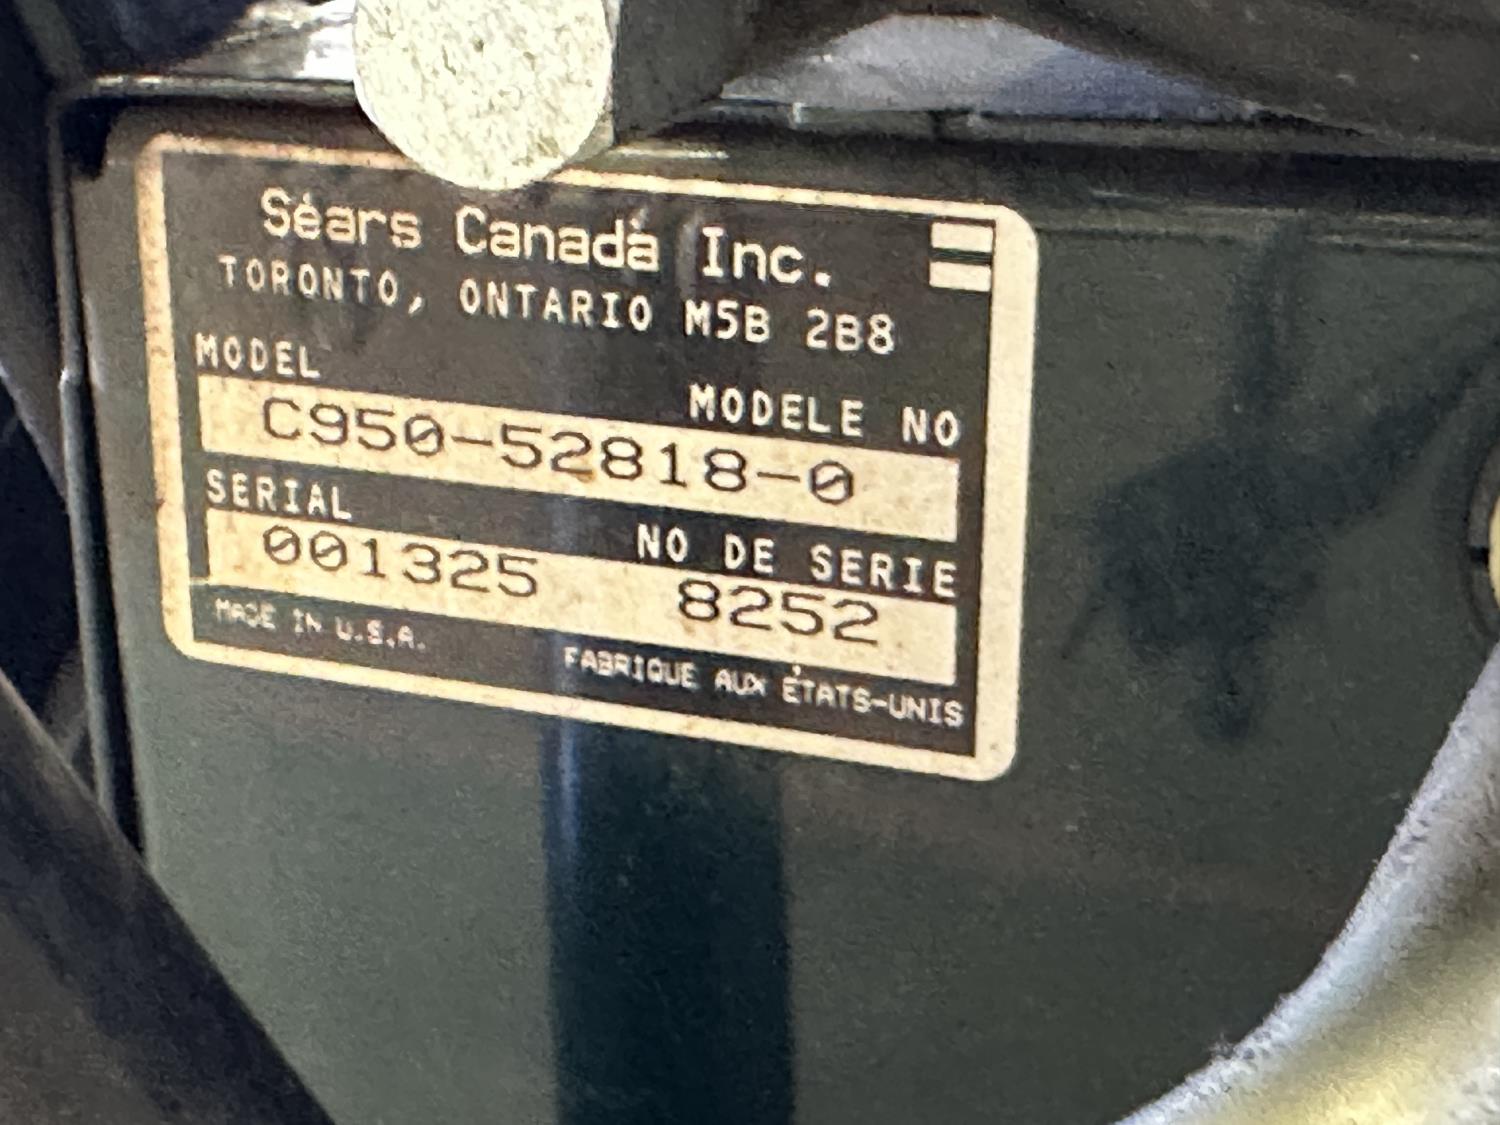 Séars Canadá Inc.
TORONTO, ONTARIO M5B 2B8
MODEL
MODELE NO
C950-52818-0
SERIAL
NO DE SERIE
001325 8252
MADE IN U.S.A.
FABRIQUE AUX ÉTATS-UNIS